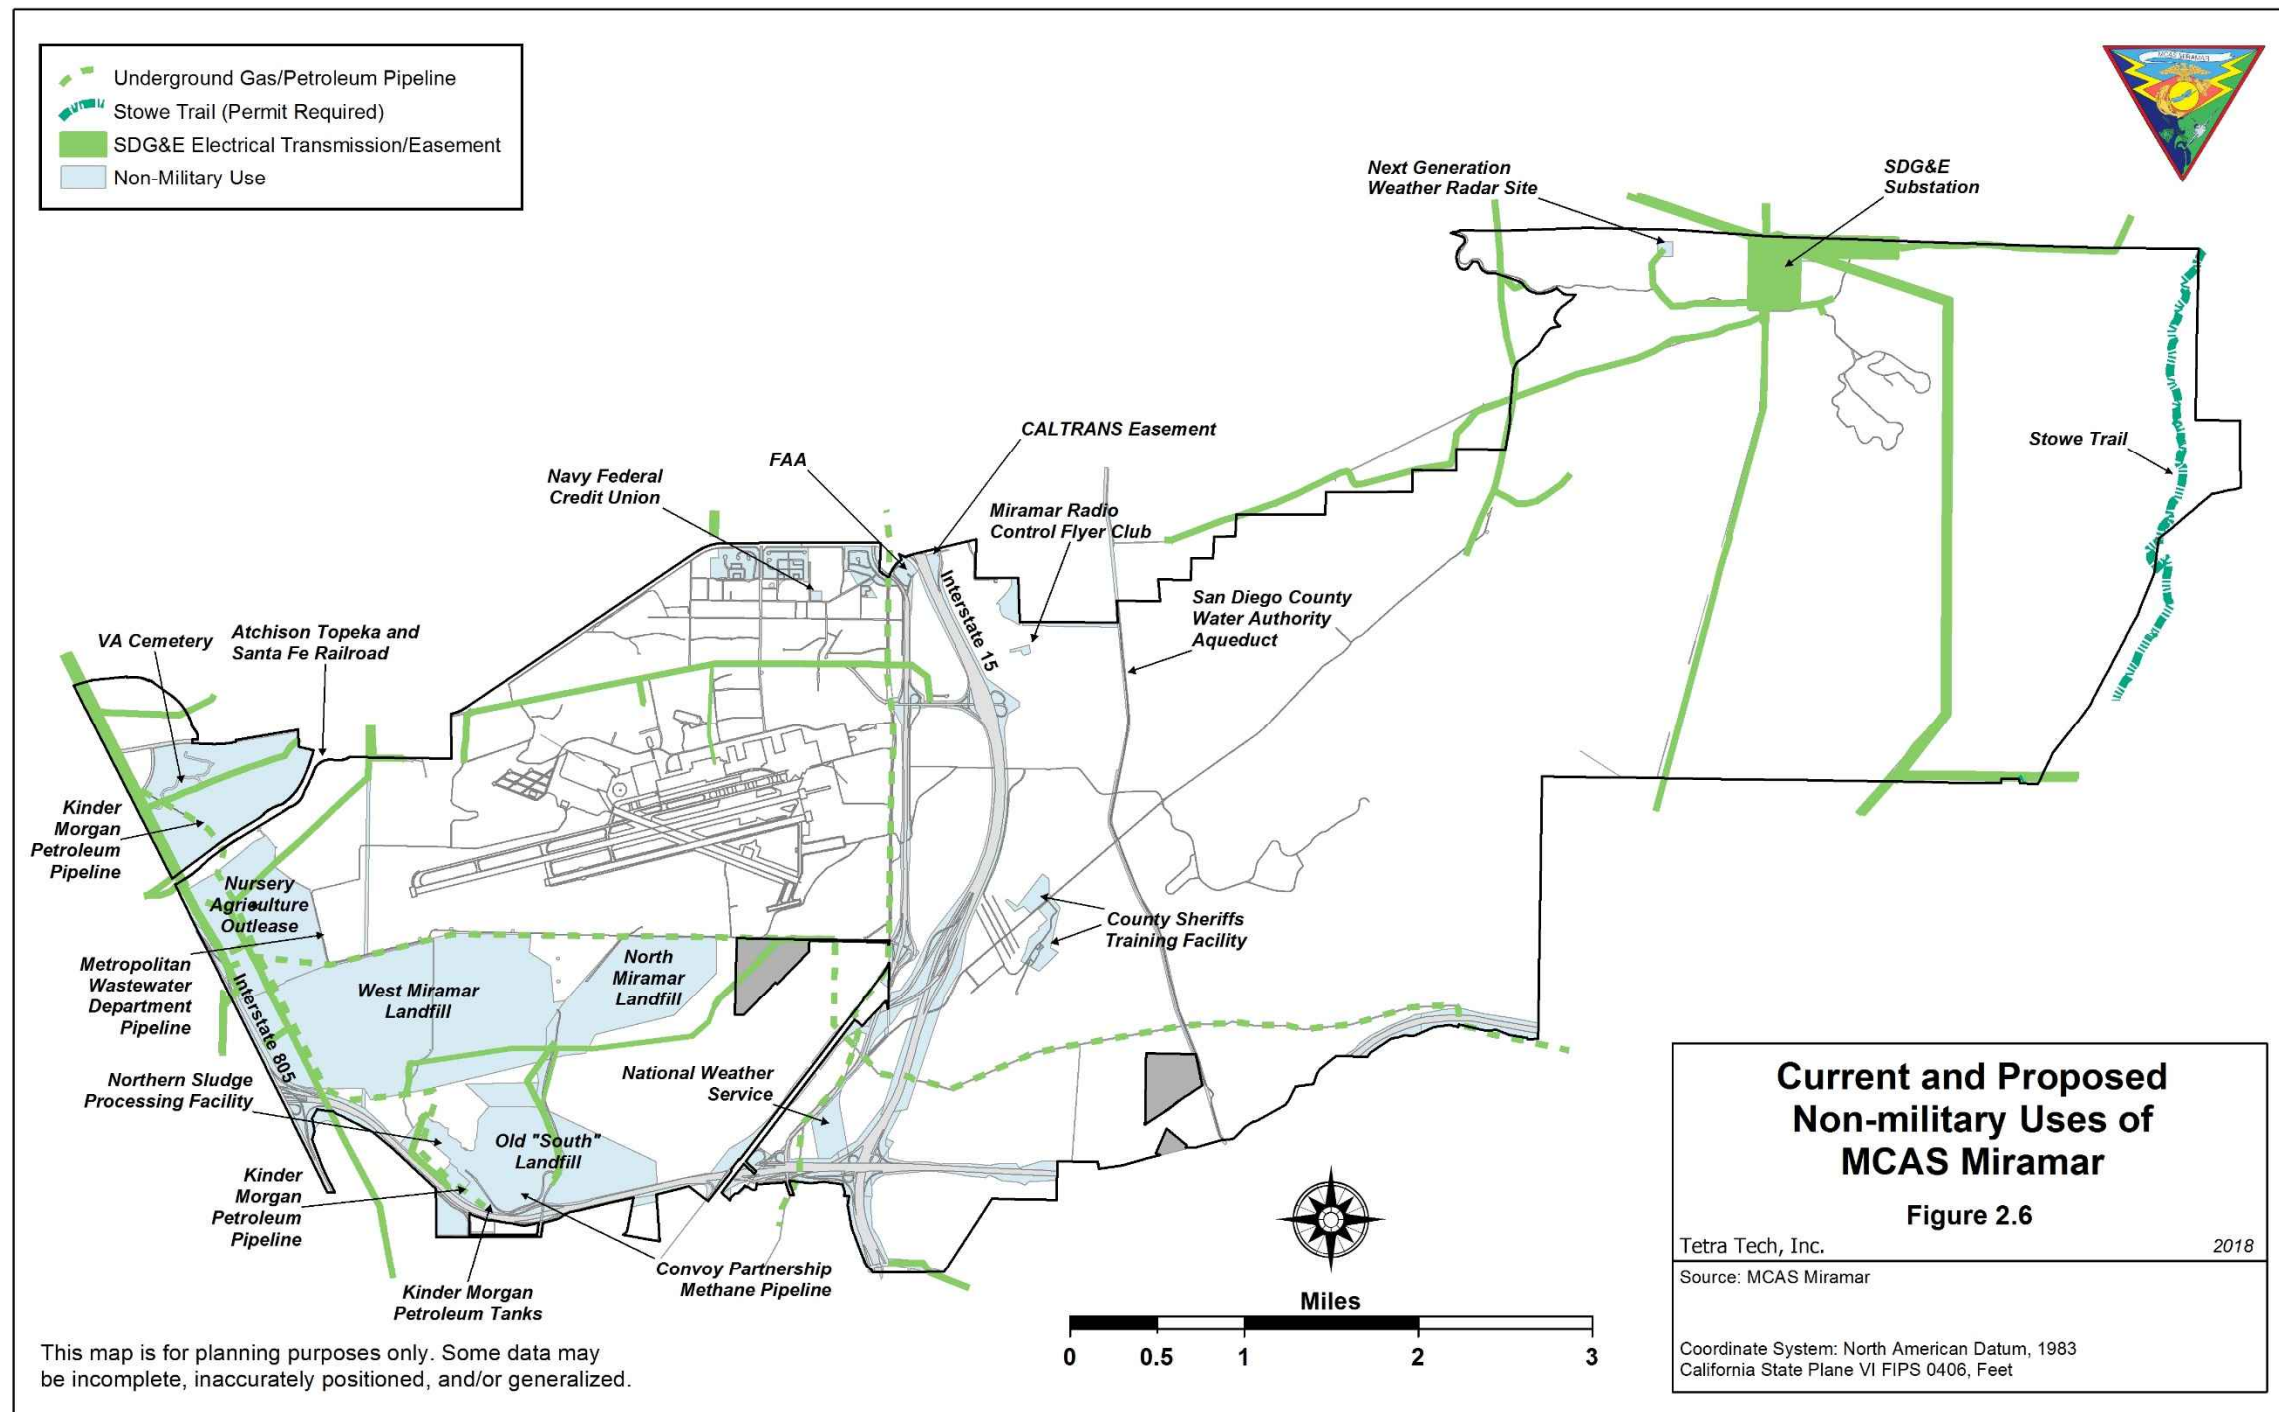 Underground Gas/Petroleum Pipeline
Stowe Trail (Permit Required)
SDG&E Electrical Transmission/Easement
Non-Military Use
MCAS MIRAMAR
Next Generation
Weather Radar Site
SDG&E
Substation
CALTRANS Easement
FAA
Navy Federal
Credit Union
Stowe Trail
Miramar Radio
Control Flyer Club
Interstate 15
San Diego County
Water Authority
Aqueduct
VA Cemetery
Atchison Topeka and
Santa Fe Railroad
Kinder
Morgan
Petroleum
Pipeline
Nursery
Agriculture
Outlease
County Sheriffs
Training Facility
Metropolitan
Wastewater
Department
Pipeline
Interstate 805
West Miramar
Landfill
North
Miramar
Landfill
Northern Sludge
Processing Facility
National Weather
Service
Old "South"
Landfill
Kinder
Morgan
Petroleum
Pipeline
Convoy Partnership
Methane Pipeline
Kinder Morgan
Petroleum Tanks
Miles
0 0.5 1 2 3
This map is for planning purposes only. Some data may
be incomplete, inaccurately positioned, and/or generalized.
Current and Proposed
Non-military Uses of
MCAS Miramar
Figure 2.6
Tetra Tech, Inc. 2018
Source: MCAS Miramar
Coordinate System: North American Datum, 1983
California State Plane VI FIPS 0406, Feet